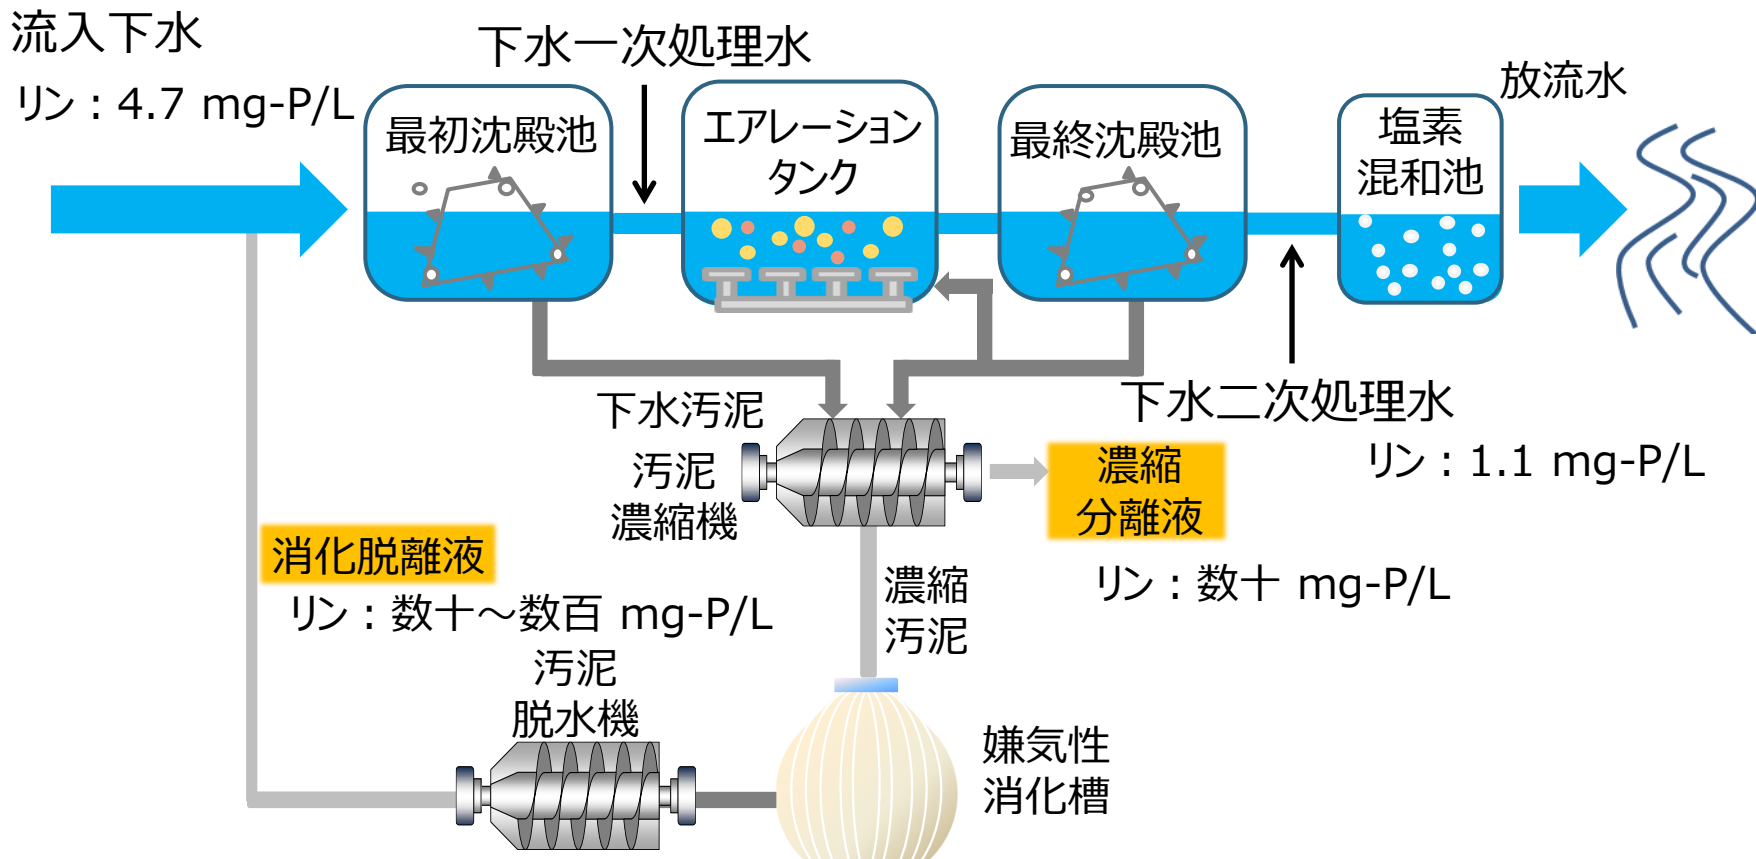 流入下水
リン：4.7 mg-P/L
下水一次処理水
最初沈殿池
エアレーション
タンク
最終沈殿池
塩素
混和池
放流水
下水二次処理水
リン：1.1 mg-P/L
下水汚泥
汚泥
濃縮機
濃縮
分離液
リン：数十 mg-P/L
消化脱離液
リン：数十～数百 mg-P/L
濃縮
汚泥
汚泥
脱水機
嫌気性
消化槽